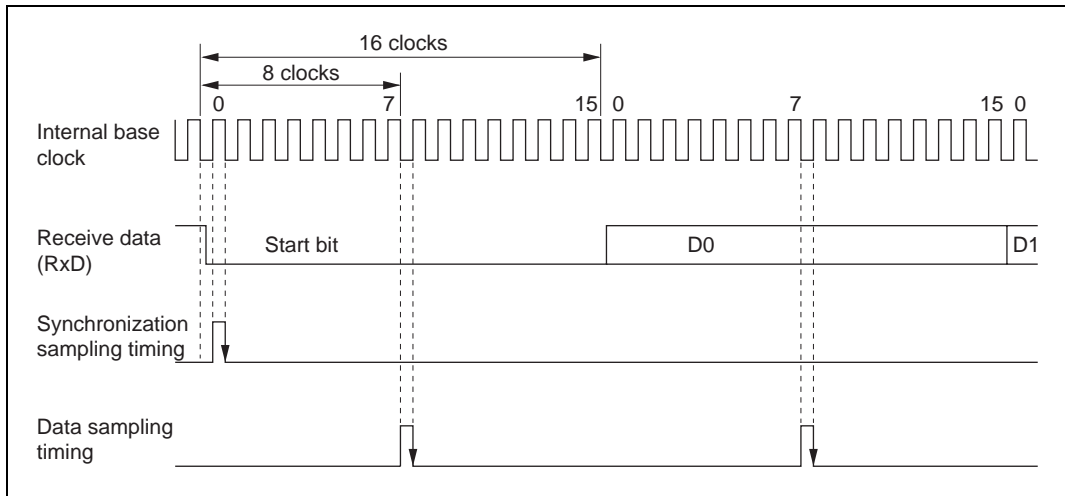 16 clocks
8 clocks
0 7 15 0 7 15 0
Internal base
clock
Receive data
(RxD)
Start bit D0 D1
Synchronization
sampling timing
Data sampling
timing